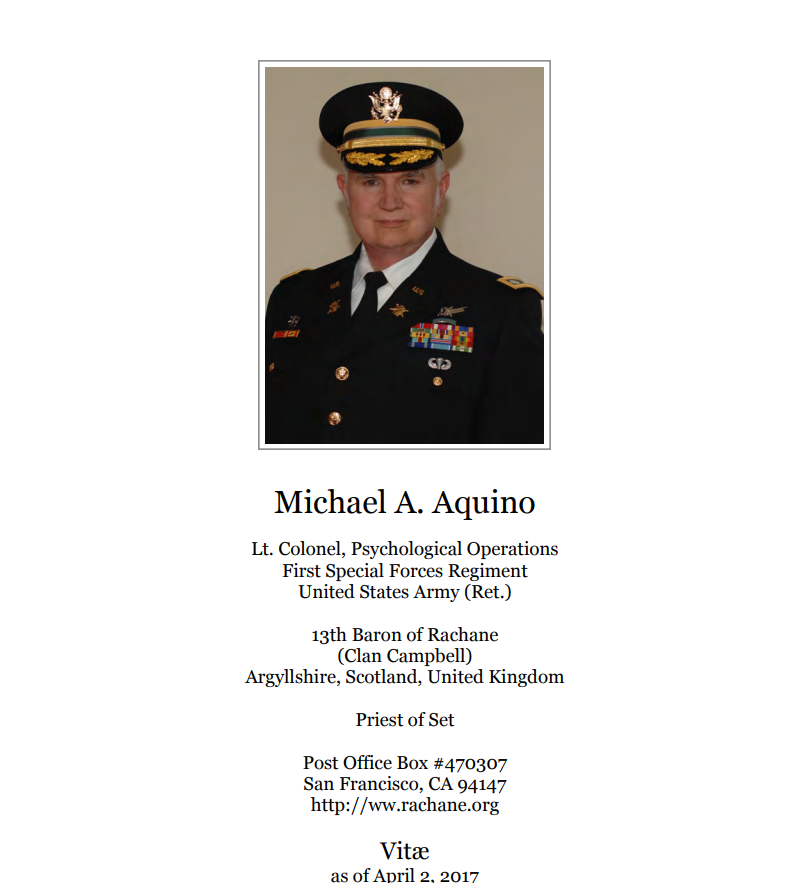 Michael A. Aquino
Lt. Colonel, Psychological Operations
First Special Forces Regiment
United States Army (Ret.)
13th Baron of Rachane
(Clan Campbell)
Argyllshire, Scotland, United Kingdom
Priest of Set
Post Office Box #470307
San Francisco, CA 94147
http://ww.rachane.org
Vitæ
as of April 2, 2017